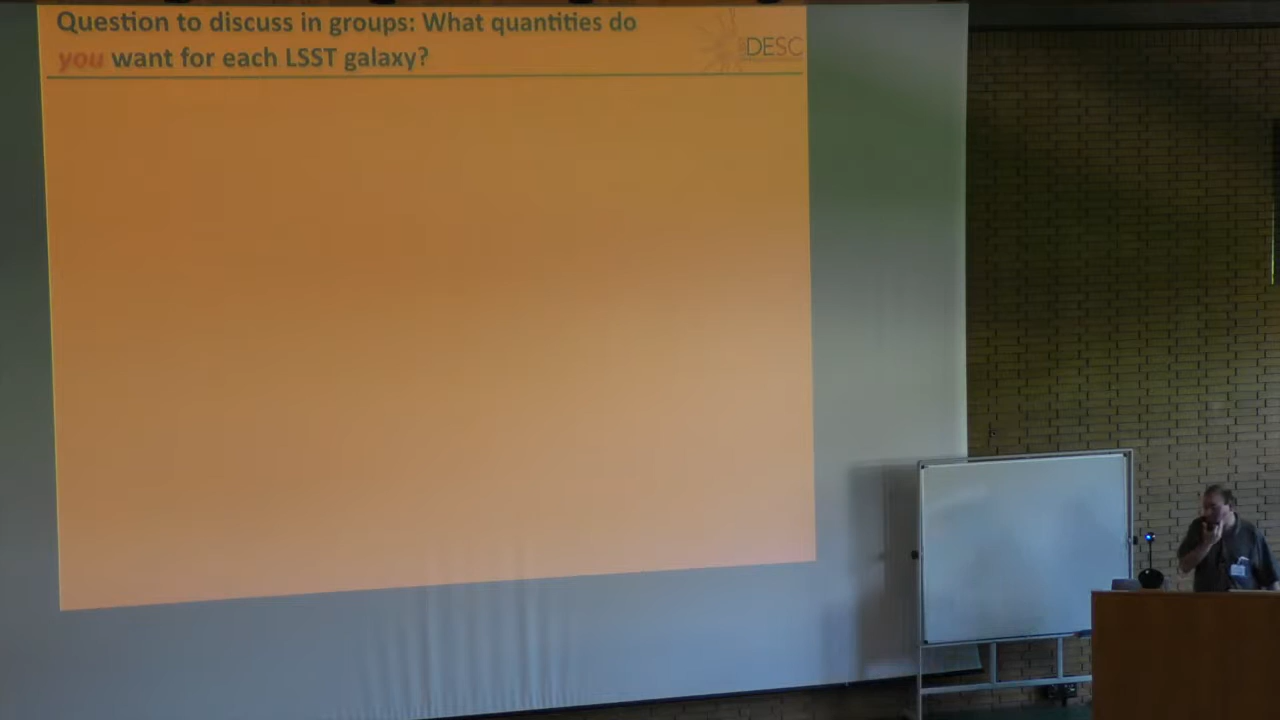 Question to discuss in groups: What quantities do
you want for each LSST galaxy?
DESC